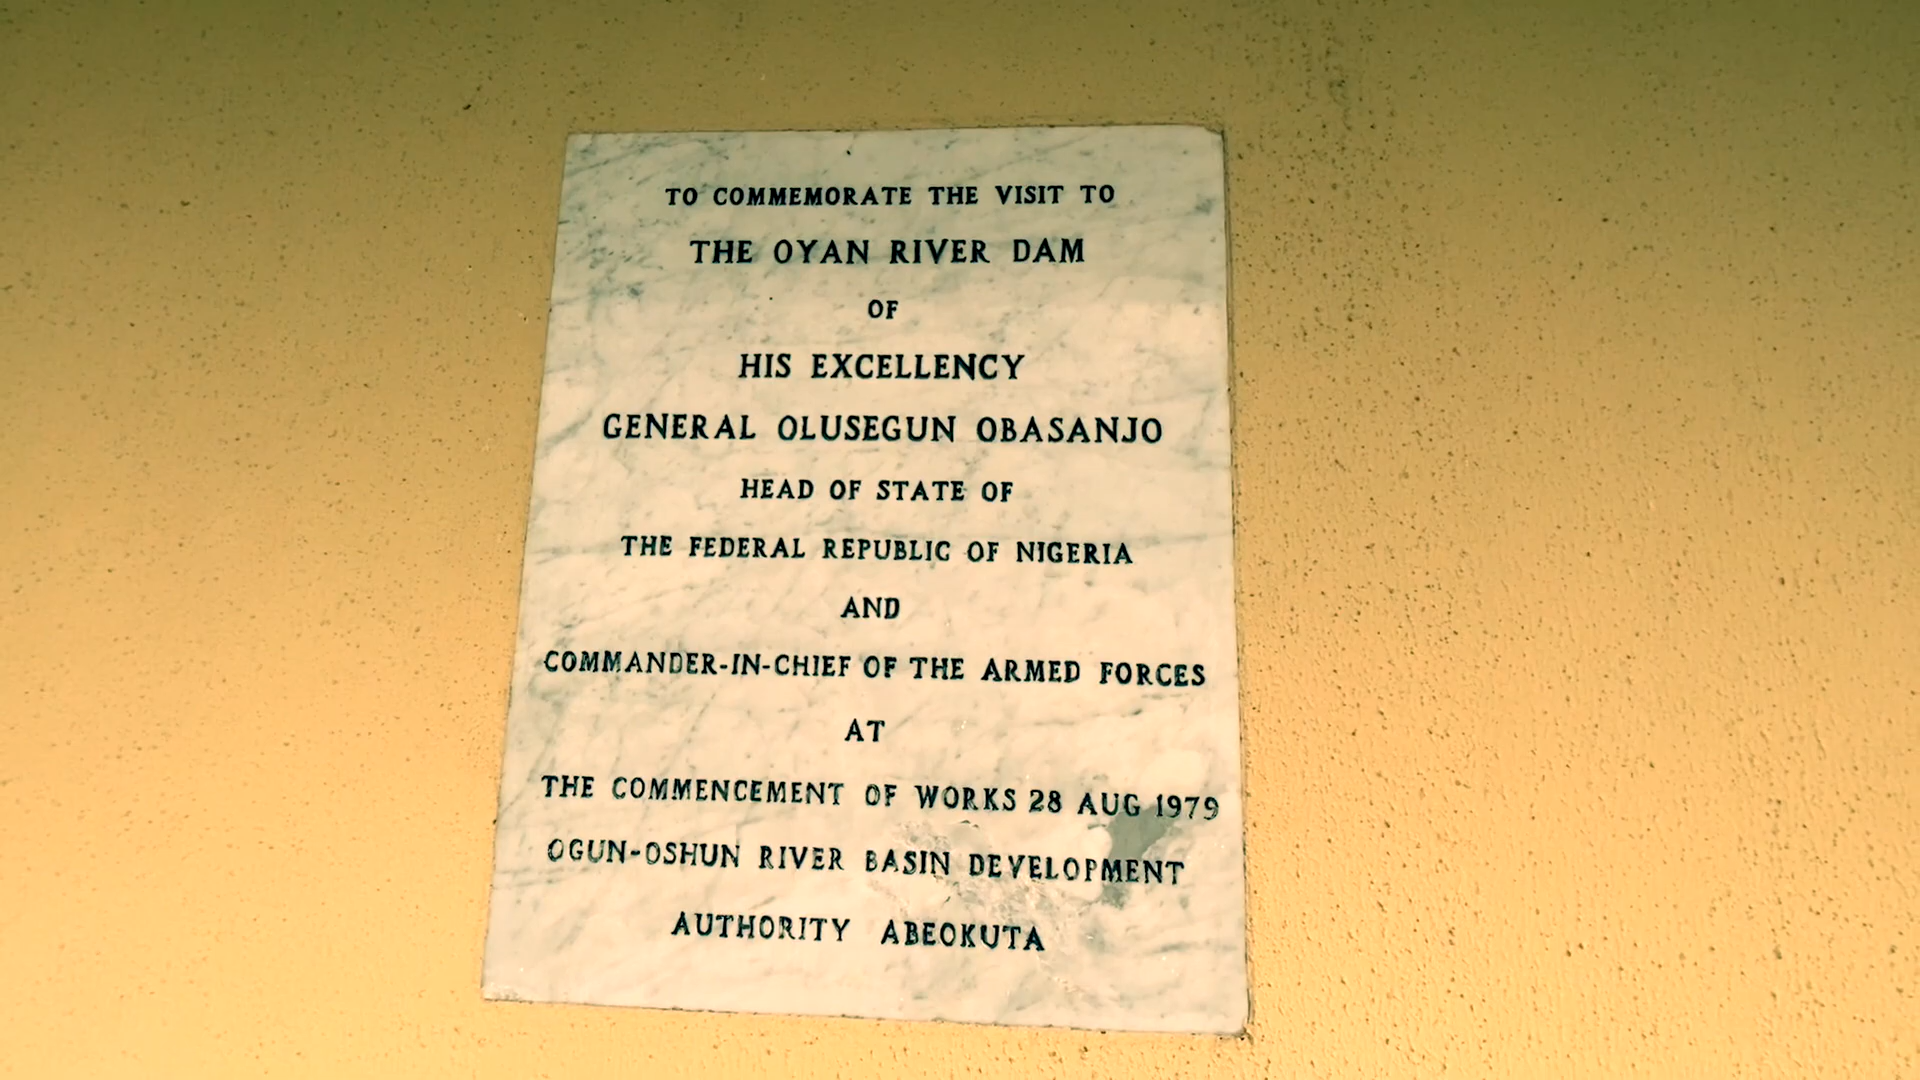 TO COMMEMORATE THE VISIT TO
THE OYAN RIVER DAM
OF
HIS EXCELLENCY
GENERAL OLUSEGUN OBASANJO
HEAD OF STATE OF
THE FEDERAL REPUBLIC OF NIGERIA
AND
COMMANDER-IN-CHIEF OF THE ARMED FORCES
AT
THE COMMENCEMENT OF WORKS 28 AUG 1979
OGUN-OSHUN RIVER BASIN DEVELOPMENT
AUTHORITY ABEOKUTA